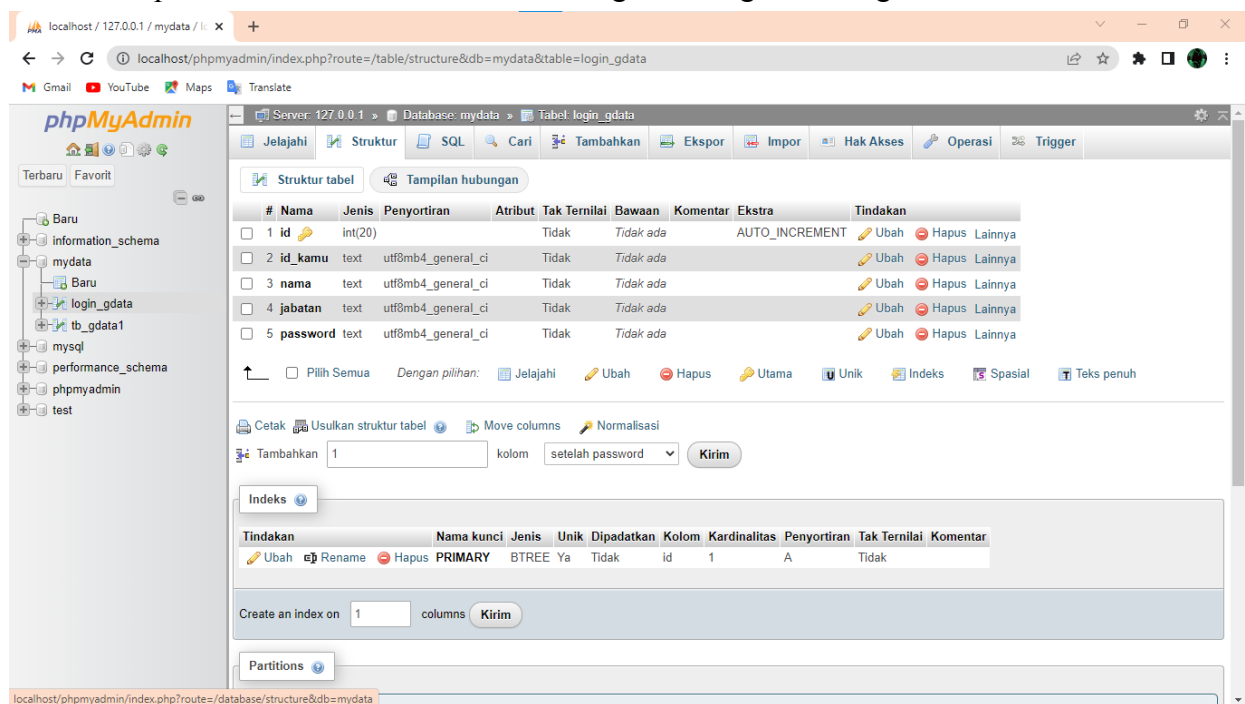 localhost / 127.0.0.1 / mydata / lo
localhost/phpmyadmin/index.php?route=/table/structure&db=mydata&table=login_gdata
Gmail YouTube Maps Translate
phpMyAdmin
Terbaru Favorit
Baru
information_schema
mydata
Baru
login_gdata
tb_gdata1
mysql
performance_schema
phpmyadmin
test
Server: 127.0.0.1 » Database: mydata » Tabel: login_gdata
Jelajahi Struktur SQL Cari Tambahkan Ekspor Impor Hak Akses Operasi Trigger
Struktur tabel Tampilan hubungan
# Nama Jenis Penyortiran Atribut Tak Ternilai Bawaan Komentar Ekstra Tindakan
1 id int(20) Tidak Tidak ada AUTO_INCREMENT Ubah Hapus Lainnya
2 id_kamu text utf8mb4_general_ci Tidak Tidak ada Ubah Hapus Lainnya
3 nama text utf8mb4_general_ci Tidak Tidak ada Ubah Hapus Lainnya
4 jabatan text utf8mb4_general_ci Tidak Tidak ada Ubah Hapus Lainnya
5 password text utf8mb4_general_ci Tidak Tidak ada Ubah Hapus Lainnya
Pilih Semua Dengan pilihan: Jelajahi Ubah Hapus Utama Unik Indeks Spasial Teks penuh
Cetak Usulkan struktur tabel Move columns Normalisasi
Tambahkan 1 kolom setelah password Kirim
Indeks
Tindakan Nama kunci Jenis Unik Dipadatkan Kolom Kardinalitas Penyortiran Tak Ternilai Komentar
Ubah Rename Hapus PRIMARY BTREE Ya Tidak id 1 A Tidak
Create an index on 1 columns Kirim
Partitions
localhost/phpmyadmin/index.php?route=/database/structure&db=mydata